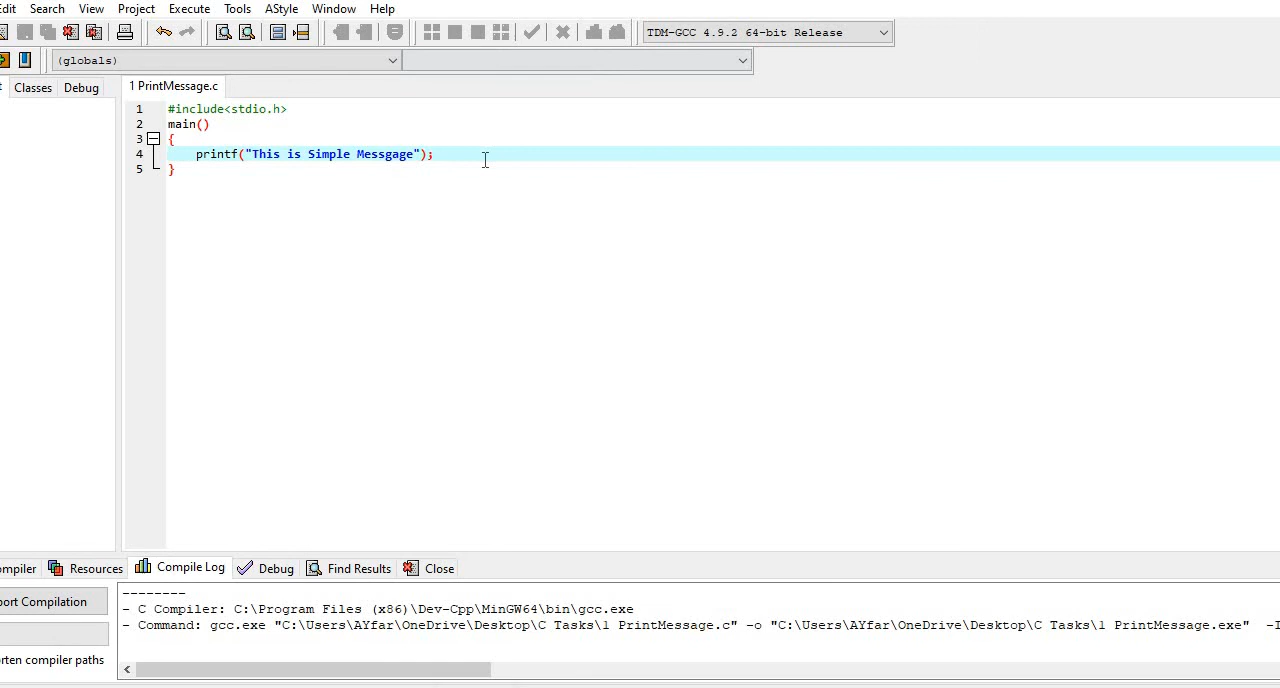 Edit Search View Project Execute Tools AStyle Window Help
TDM-GCC 4.9.2 64-bit Release
(globals)
Classes Debug 1 PrintMessage.c
1 #include<stdio.h>
2 main()
3 {
4 printf("This is Simple Messgage");
5 }
ompiler Resources Compile Log Debug Find Results Close
ort Compilation
rten compiler paths
--------
- C Compiler: C:\Program Files (x86)\Dev-Cpp\MinGW64\bin\gcc.exe
- Command: gcc.exe "C:\Users\AYfar\OneDrive\Desktop\C Tasks\1 PrintMessage.c" -o "C:\Users\AYfar\OneDrive\Desktop\C Tasks\1 PrintMessage.exe" -I